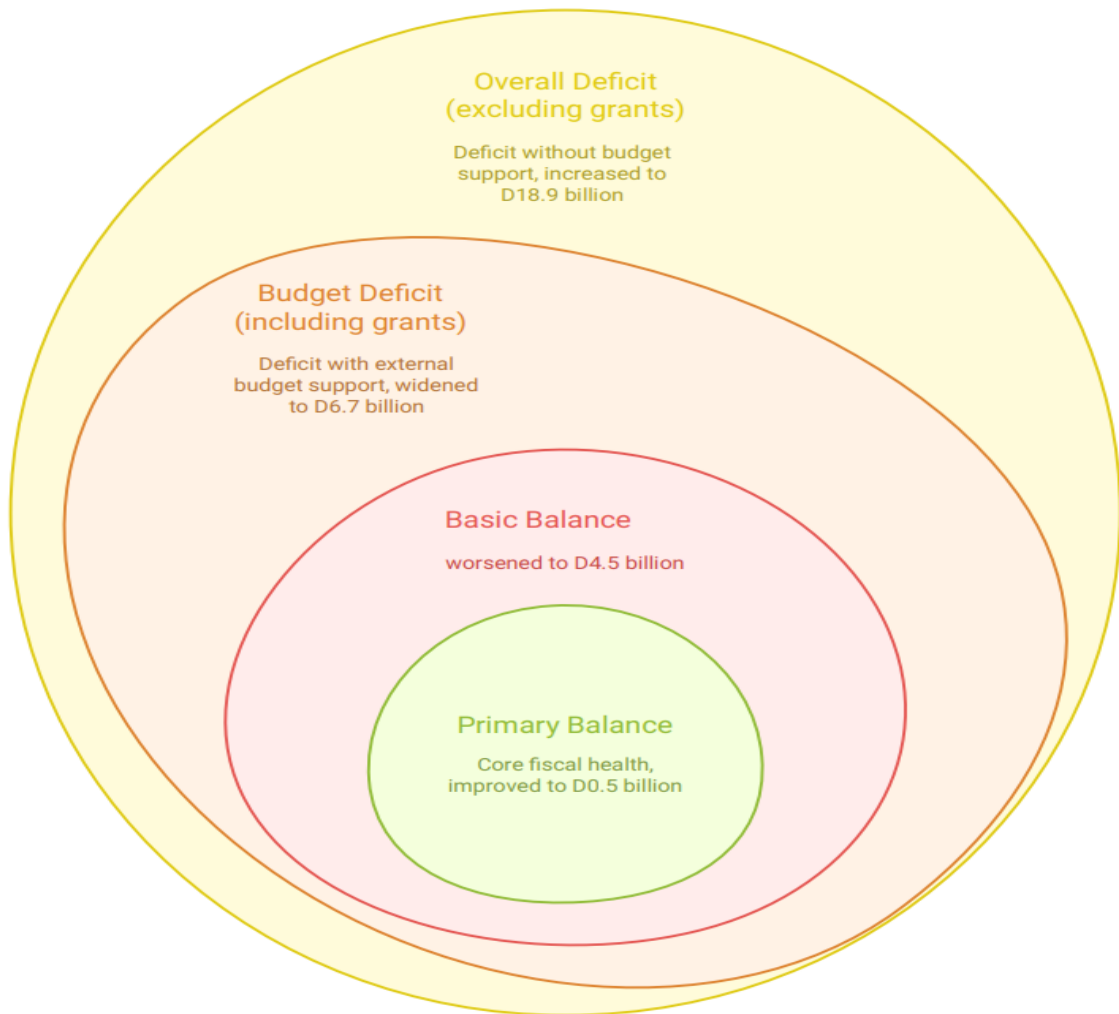 Overall Deficit
(excluding grants)
Deficit without budget
support, increased to
D18.9 billion
Budget Deficit
(including grants)
Deficit with external
budget support, widened
to D6.7 billion
Basic Balance
worsened to D4.5 billion
Primary Balance
Core fiscal health,
improved to D0.5 billion